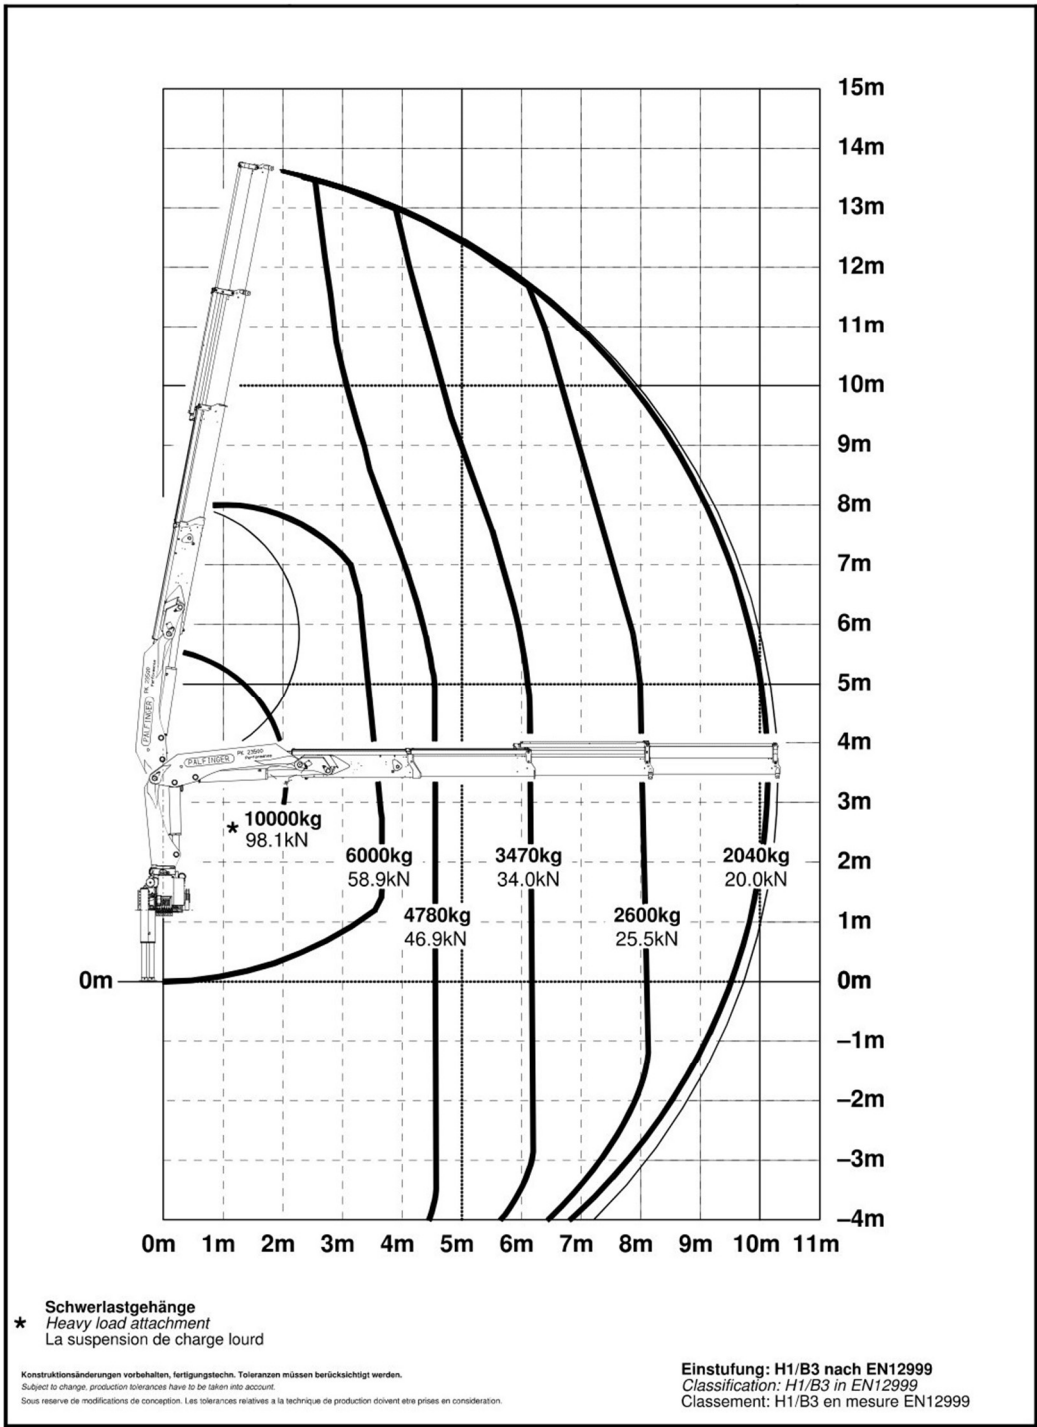 15m
14m
13m
12m
11m
10m
9m
8m
7m
6m
5m
4m
3m
2m
1m
0m
0m
–1m
–2m
–3m
–4m
PALFINGER
PK 23500
Performance
PALFINGER
PK 23500
Performance
* 10000kg
98.1kN
6000kg
58.9kN
4780kg
46.9kN
3470kg
34.0kN
2600kg
25.5kN
2040kg
20.0kN
0m 1m 2m 3m 4m 5m 6m 7m 8m 9m 10m 11m
Schwerlastgehänge
* Heavy load attachment
La suspension de charge lourd
Konstruktionsänderungen vorbehalten, fertigungstechn. Toleranzen müssen berücksichtigt werden.
Subject to change, production tolerances have to be taken into account.
Sous reserve de modifications de conception. Les tolerances relatives a la technique de production doivent etre prises en consideration.
Einstufung: H1/B3 nach EN12999
Classification: H1/B3 in EN12999
Classement: H1/B3 en mesure EN12999